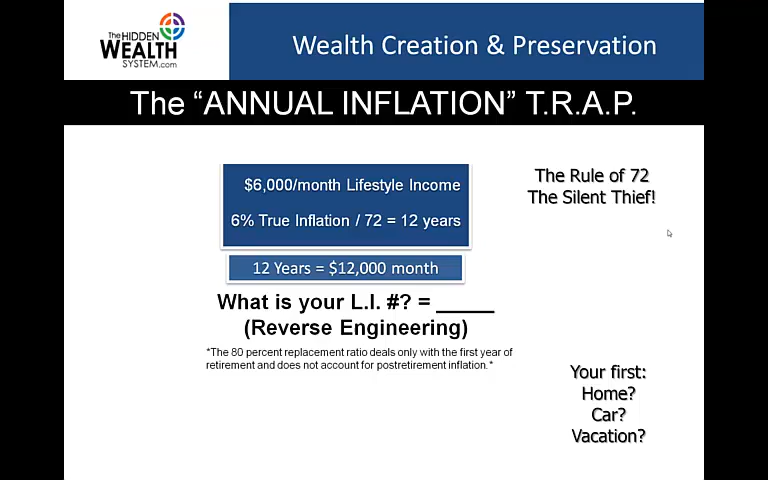 The HIDDEN
WEALTH
SYSTEM.com
Wealth Creation & Preservation
The “ANNUAL INFLATION” T.R.A.P.
$6,000/month Lifestyle Income
6% True Inflation / 72 = 12 years
12 Years = $12,000 month
What is your L.I. #? = _____
(Reverse Engineering)
*The 80 percent replacement ratio deals only with the first year of
retirement and does not account for postretirement inflation.*
The Rule of 72
The Silent Thief!
Your first:
Home?
Car?
Vacation?